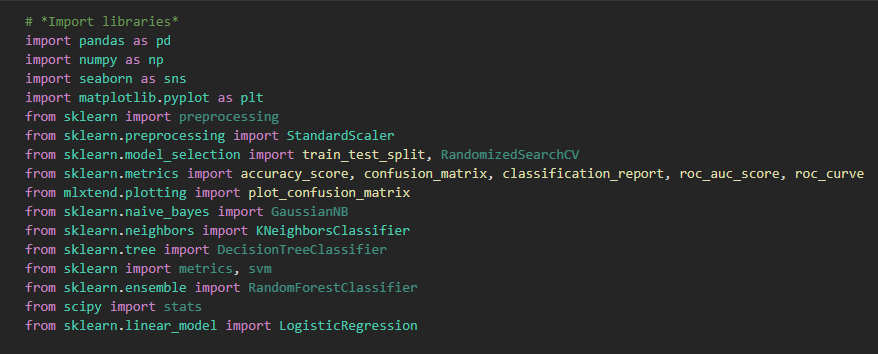 # *Import libraries*
import pandas as pd
import numpy as np
import seaborn as sns
import matplotlib.pyplot as plt
from sklearn import preprocessing
from sklearn.preprocessing import StandardScaler
from sklearn.model_selection import train_test_split, RandomizedSearchCV
from sklearn.metrics import accuracy_score, confusion_matrix, classification_report, roc_auc_score, roc_curve
from mlxtend.plotting import plot_confusion_matrix
from sklearn.naive_bayes import GaussianNB
from sklearn.neighbors import KNeighborsClassifier
from sklearn.tree import DecisionTreeClassifier
from sklearn import metrics, svm
from sklearn.ensemble import RandomForestClassifier
from scipy import stats
from sklearn.linear_model import LogisticRegression